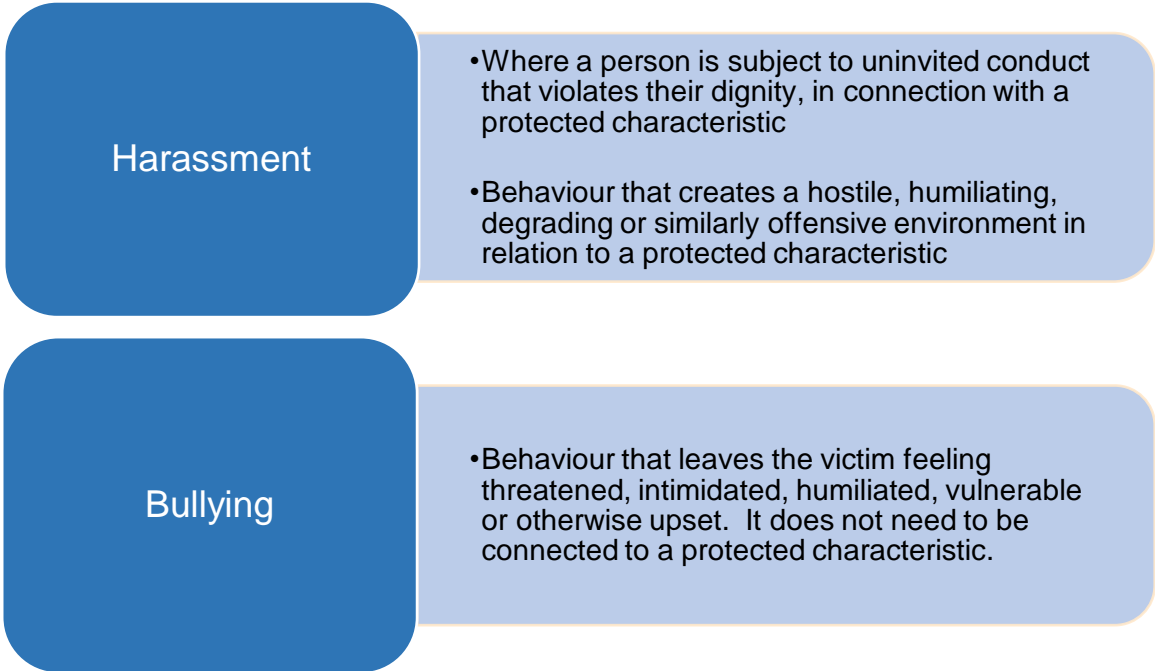 Harassment
•Where a person is subject to uninvited conduct
that violates their dignity, in connection with a
protected characteristic
•Behaviour that creates a hostile, humiliating,
degrading or similarly offensive environment in
relation to a protected characteristic
Bullying
•Behaviour that leaves the victim feeling
threatened, intimidated, humiliated, vulnerable
or otherwise upset.  It does not need to be
connected to a protected characteristic.